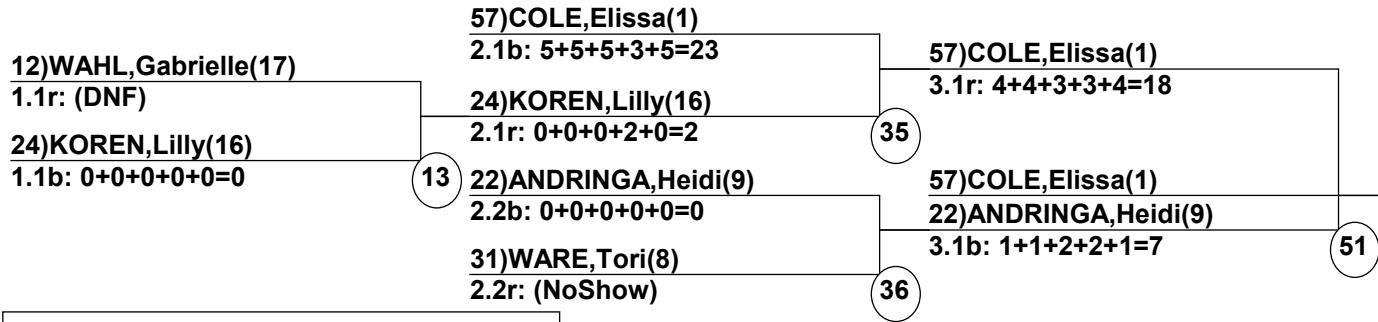 12)WAHL,Gabrielle(17)
1.1r: (DNF)
24)KOREN,Lilly(16)
1.1b: 0+0+0+0+0=0
13
57)COLE,Elissa(1)
2.1b: 5+5+5+3+5=23
24)KOREN,Lilly(16)
2.1r: 0+0+0+2+0=2
35
22)ANDRINGA,Heidi(9)
2.2b: 0+0+0+0+0=0
31)WARE,Tori(8)
2.2r: (NoShow)
36
57)COLE,Elissa(1)
3.1r: 4+4+3+3+4=18
57)COLE,Elissa(1)
22)ANDRINGA,Heidi(9)
3.1b: 1+1+2+2+1=7
51